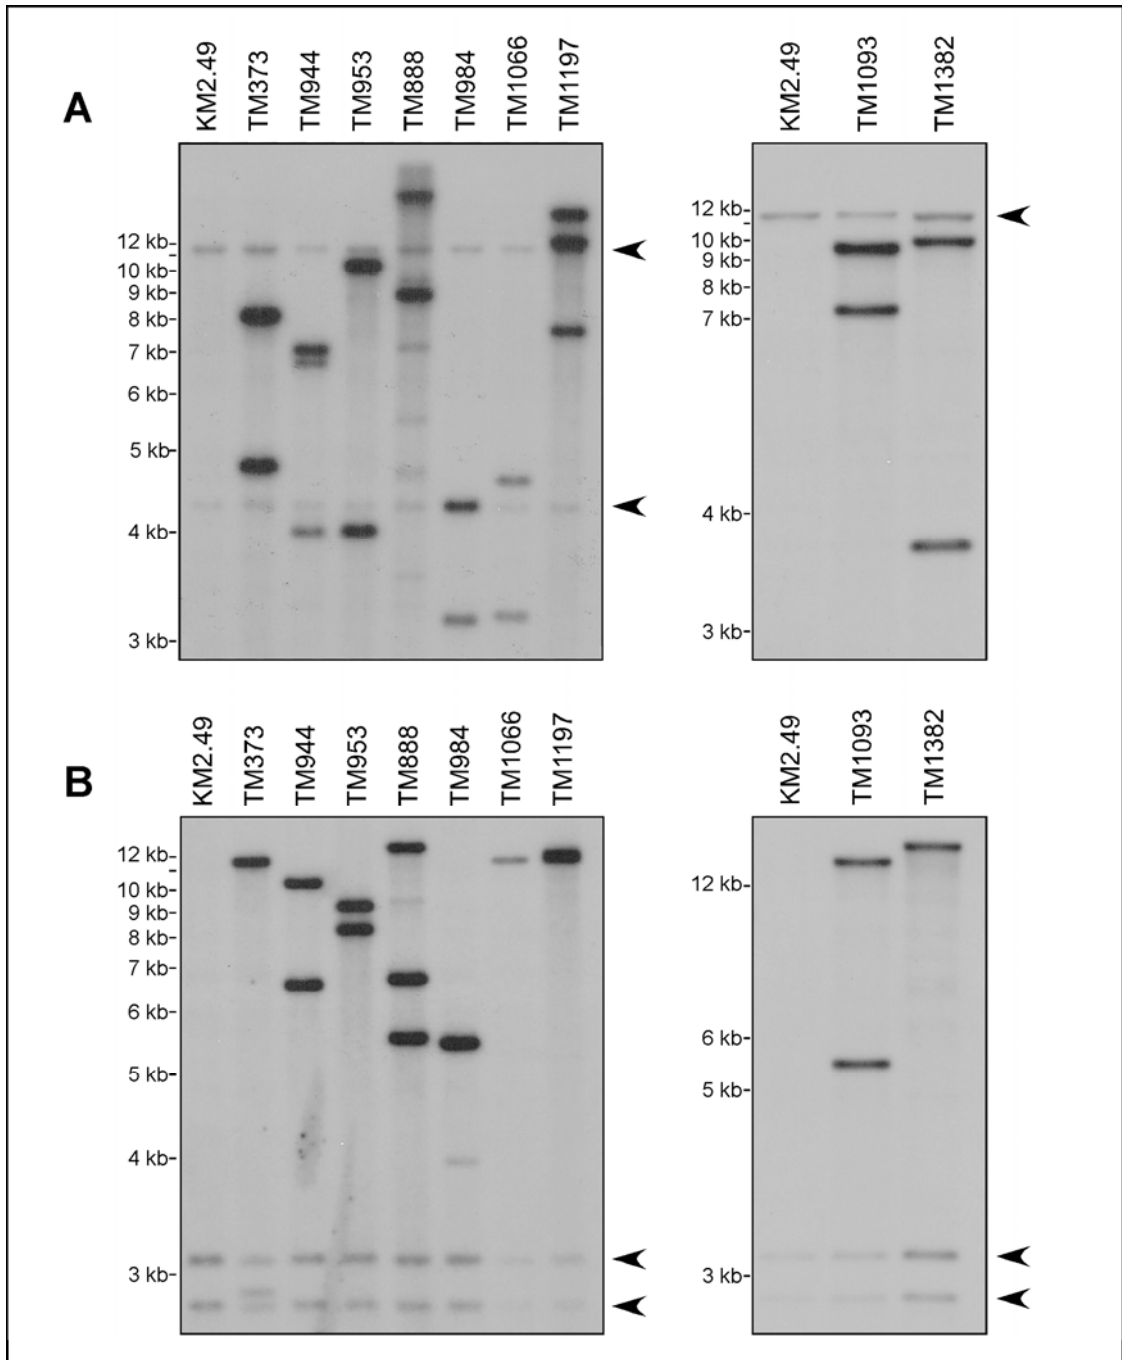 A
KM2.49
TM373
TM944
TM953
TM888
TM984
TM1066
TM1197
12 kb-
10 kb-
9 kb-
8 kb-
7 kb-
6 kb-
5 kb-
4 kb-
3 kb-
KM2.49
TM1093
TM1382
12 kb-
10 kb-
9 kb-
8 kb-
7 kb-
4 kb-
3 kb-
B
KM2.49
TM373
TM944
TM953
TM888
TM984
TM1066
TM1197
12 kb-
10 kb-
9 kb-
8 kb-
7 kb-
6 kb-
5 kb-
4 kb-
3 kb-
KM2.49
TM1093
TM1382
12 kb-
6 kb-
5 kb-
3 kb-